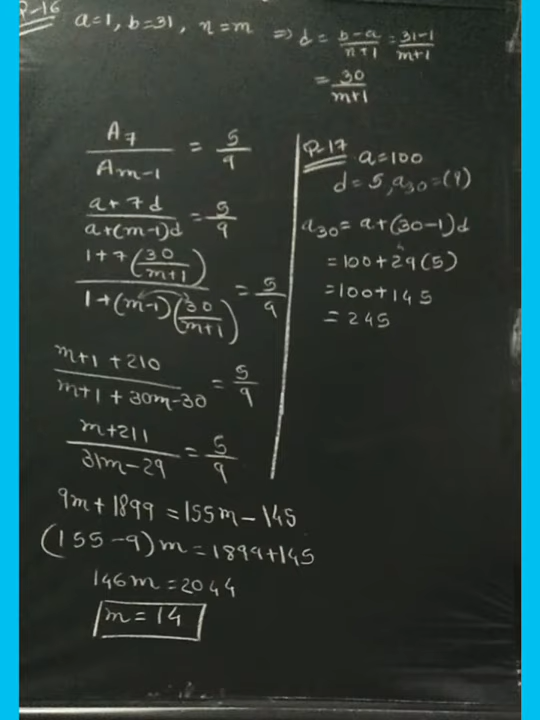 Q-16
a=1, b=31, n=m ⇒ d = (b-a)/(n+1) = (31-1)/(m+1)
= 30/(m+1)
A7/Am-1 = 5/9
(a+7d)/(a+(m-1)d) = 5/9
(1+7(30/(m+1)))/(1+(m-1)(30/(m+1))) = 5/9
(m+1+210)/(m+1+30m-30) = 5/9
(m+211)/(31m-29) = 5/9
9m+1899=155m-145
(155-9)m=1899+145
146m=2044
m=14
Q-17 a=100
d=5, a30=(?)
a30 = a+(30-1)d
=100+29(5)
=100+145
=245